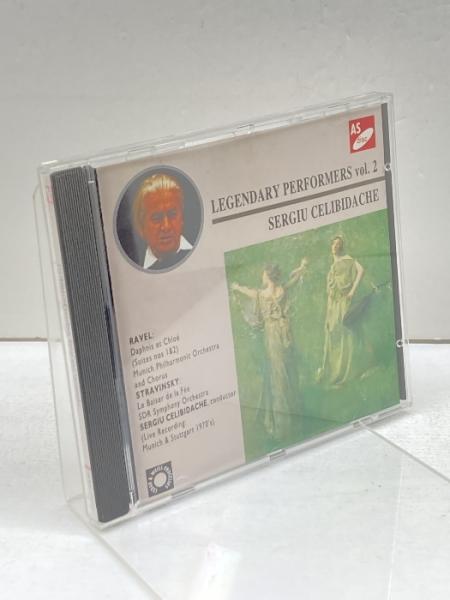 AS
disc
LEGENDARY PERFORMERS vol. 2
SERGIU CELIBIDACHE
RAVEL:
Daphnis et Chloé
(Suites nos 1&2)
Munich Philharmonic Orchestra
and Chorus
STRAVINSKY:
Le Baiser de la Fée
SDR Symphony Orchestra
SERGIU CELIBIDACHE, conductor
(Live Recording:
Munich & Stuttgart 1970's)